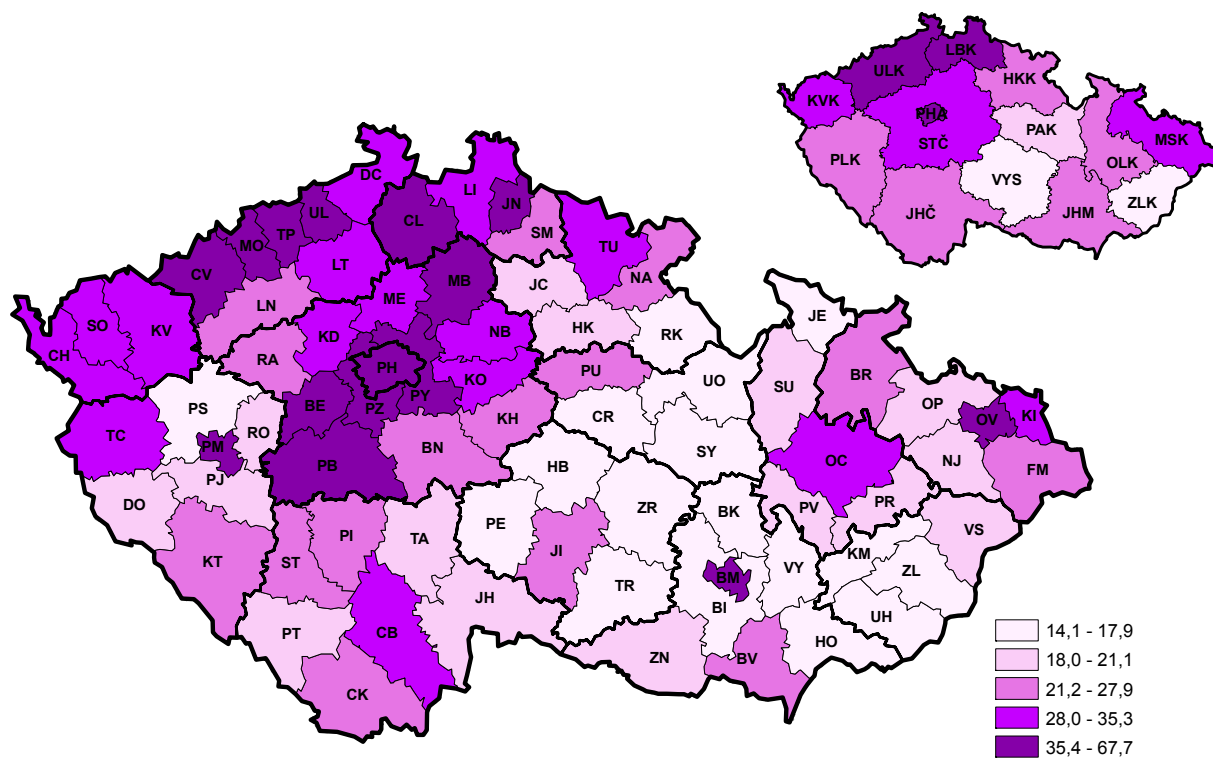 LBK
ULK
HKK
KVK
PHA
PAK
MSK
STČ
PLK
OLK
VYS
ZLK
JHČ
JHM
DC
LI
JN
UL
CL
TP
SM
MO
TU
LT
CV
NA
MB
JC
ME
LN
JE
SO
KV
NB
HK
KD
RK
CH
RA
PH
PU
KO
UO
SU
BR
PY
PS
BE
PZ
OP
KI
CR
KH
OV
TC
RO
PM
BN
SY
PB
HB
OC
NJ
FM
PJ
DO
ZR
PV
PR
BK
PE
VS
PI
TA
JI
KM
KT
ST
VY
ZL
BM
TR
JH
BI
UH
PT
CB
HO
ZN
BV
CK
14,1 - 17,9
18,0 - 21,1
21,2 - 27,9
28,0 - 35,3
35,4 - 67,7